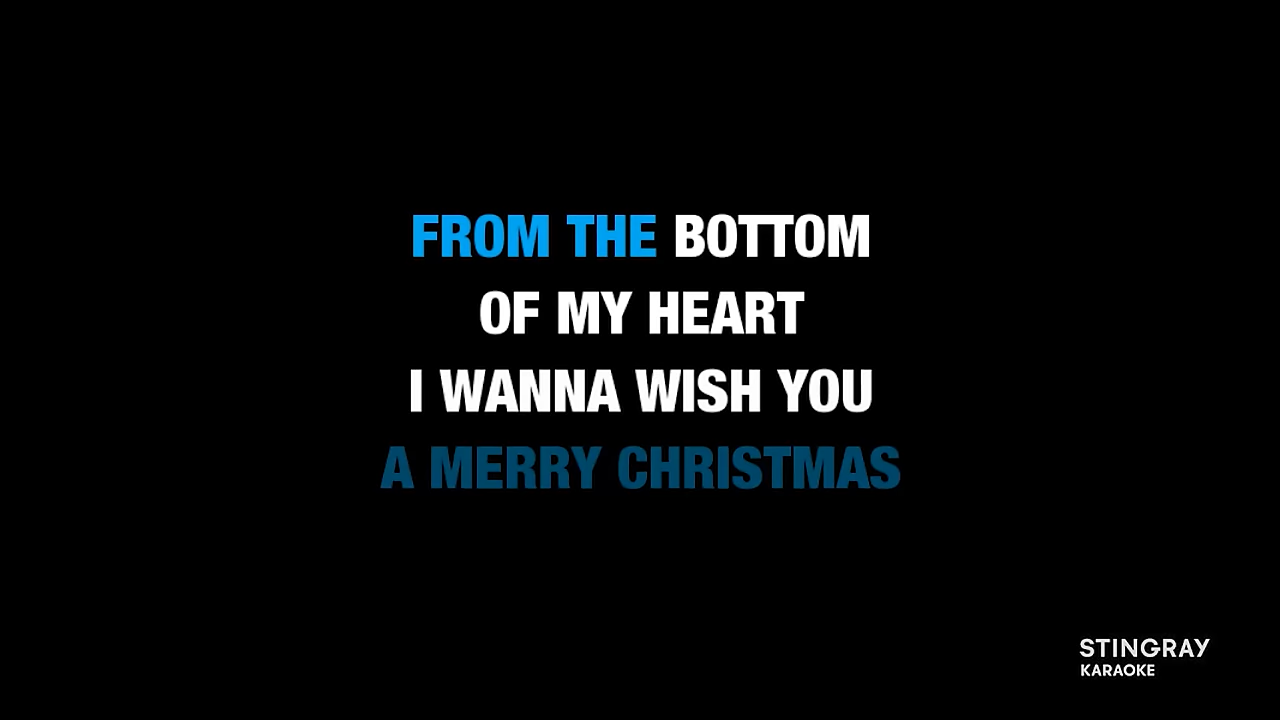 FROM THE BOTTOM
OF MY HEART
I WANNA WISH YOU
A MERRY CHRISTMAS
STINGRAY
KARAOKE